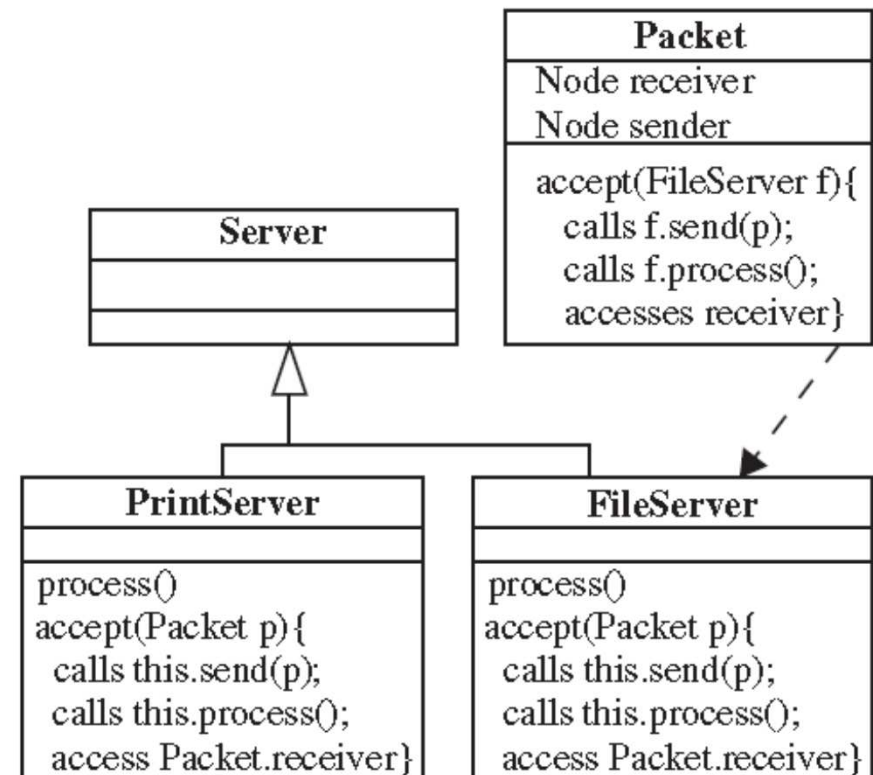 Packet
Node receiver
Node sender
accept(FileServer f){
calls f.send(p);
calls f.process();
accesses receiver}
Server
PrintServer
process()
accept(Packet p){
calls this.send(p);
calls this.process();
access Packet.receiver}
FileServer
process()
accept(Packet p){
calls this.send(p);
calls this.process();
access Packet.receiver}